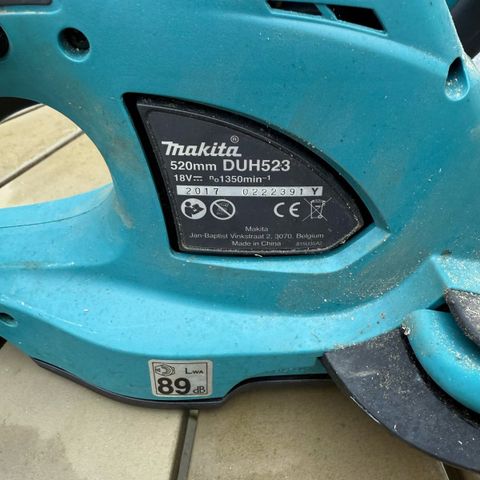 makita®
520mm DUH523
18V⎓ n₀1350min⁻¹
2017 0222391 Y
CE
Makita
Jan-Baptist Vinkstraat 2, 3070, Belgium
Made in China
LWA
89 dB